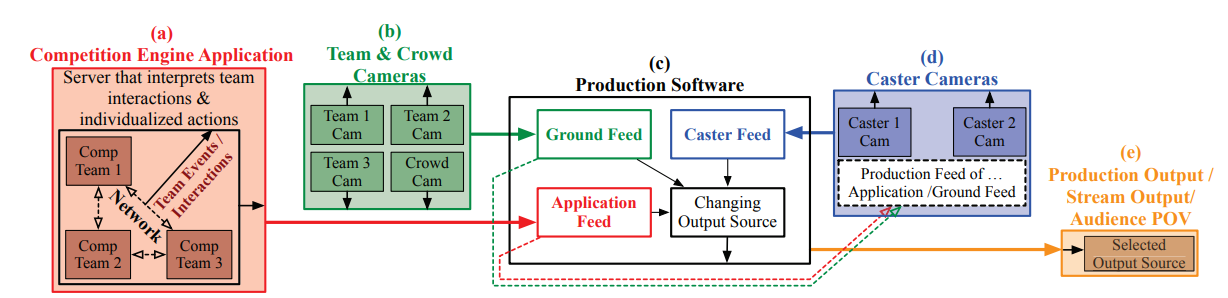 (a)
Competition Engine Application
Server that interprets team
interactions &
individualized actions
Comp
Team 1
Team Events /
Interactions
Network
Comp
Team 2
Comp
Team 3
(b)
Team & Crowd
Cameras
Team 1
Cam
Team 2
Cam
Team 3
Cam
Crowd
Cam
(c)
Production Software
Ground Feed
Caster Feed
Application
Feed
Changing
Output Source
(d)
Caster Cameras
Caster 1
Cam
Caster 2
Cam
Production Feed of ...
Application /Ground Feed
(e)
Production Output /
Stream Output/
Audience POV
Selected
Output Source